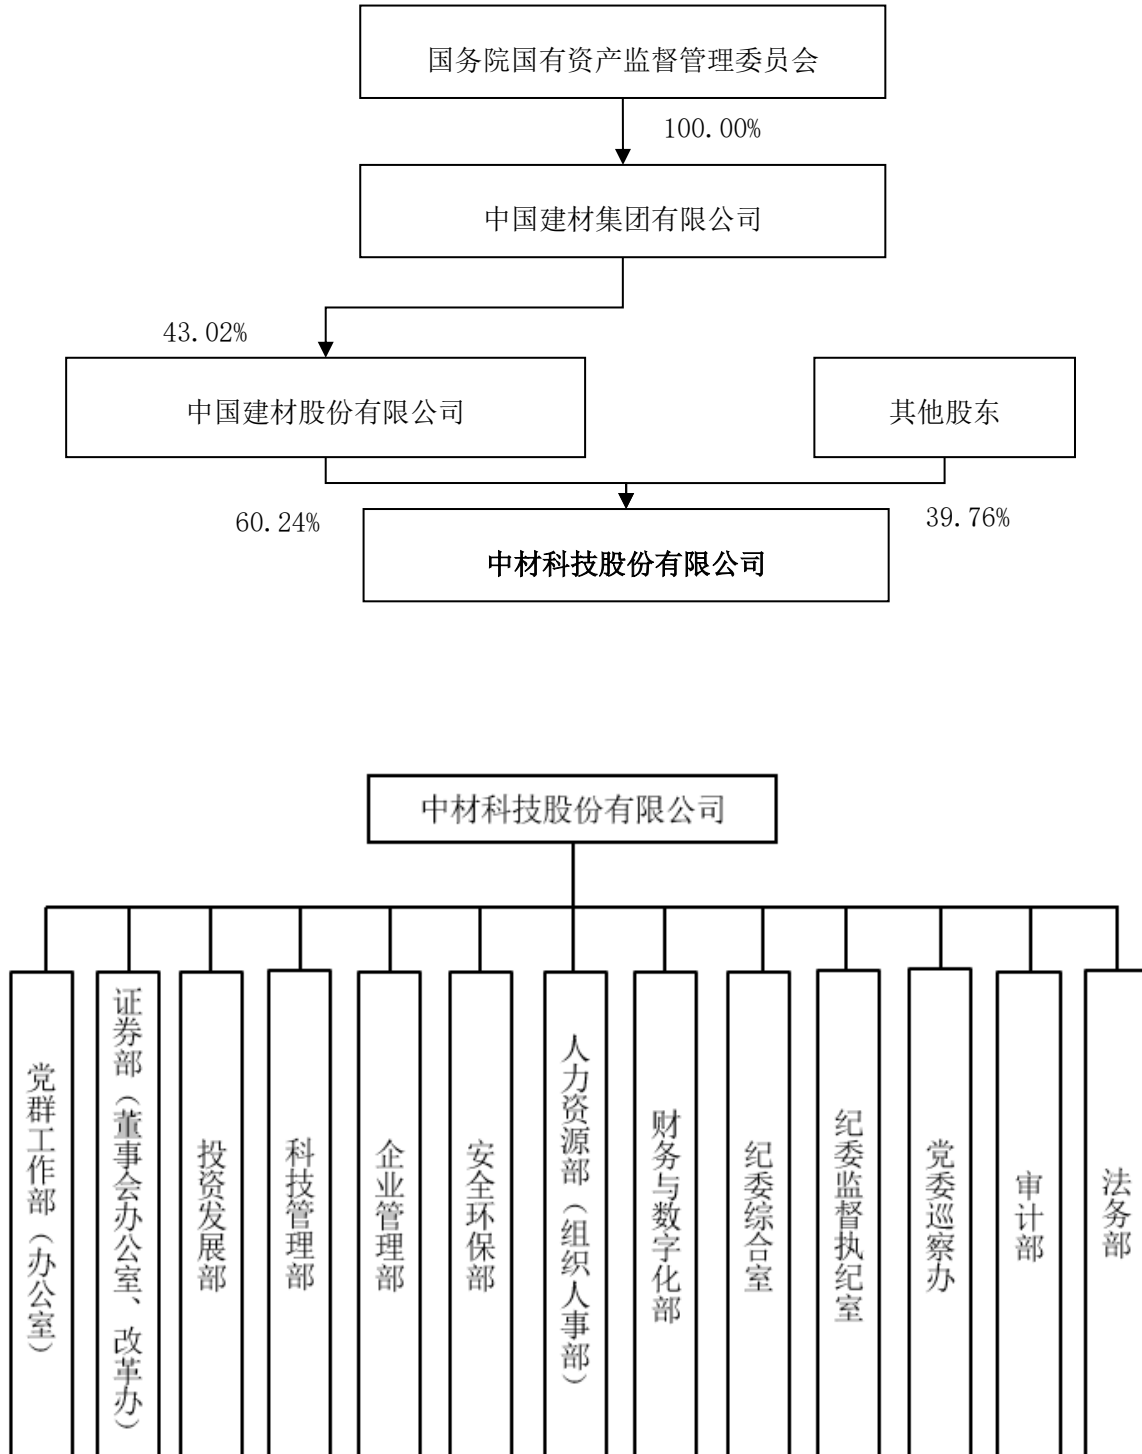 国务院国有资产监督管理委员会
100.00%
中国建材集团有限公司
43.02%
中国建材股份有限公司
其他股东
60.24%
39.76%
中材科技股份有限公司
中材科技股份有限公司
党群工作部（办公室）
证券部（董事会办公室、改革办）
投资发展部
科技管理部
企业管理部
安全环保部
人力资源部（组织人事部）
财务与数字化部
纪委综合室
纪委监督执纪室
党委巡察办
审计部
法务部